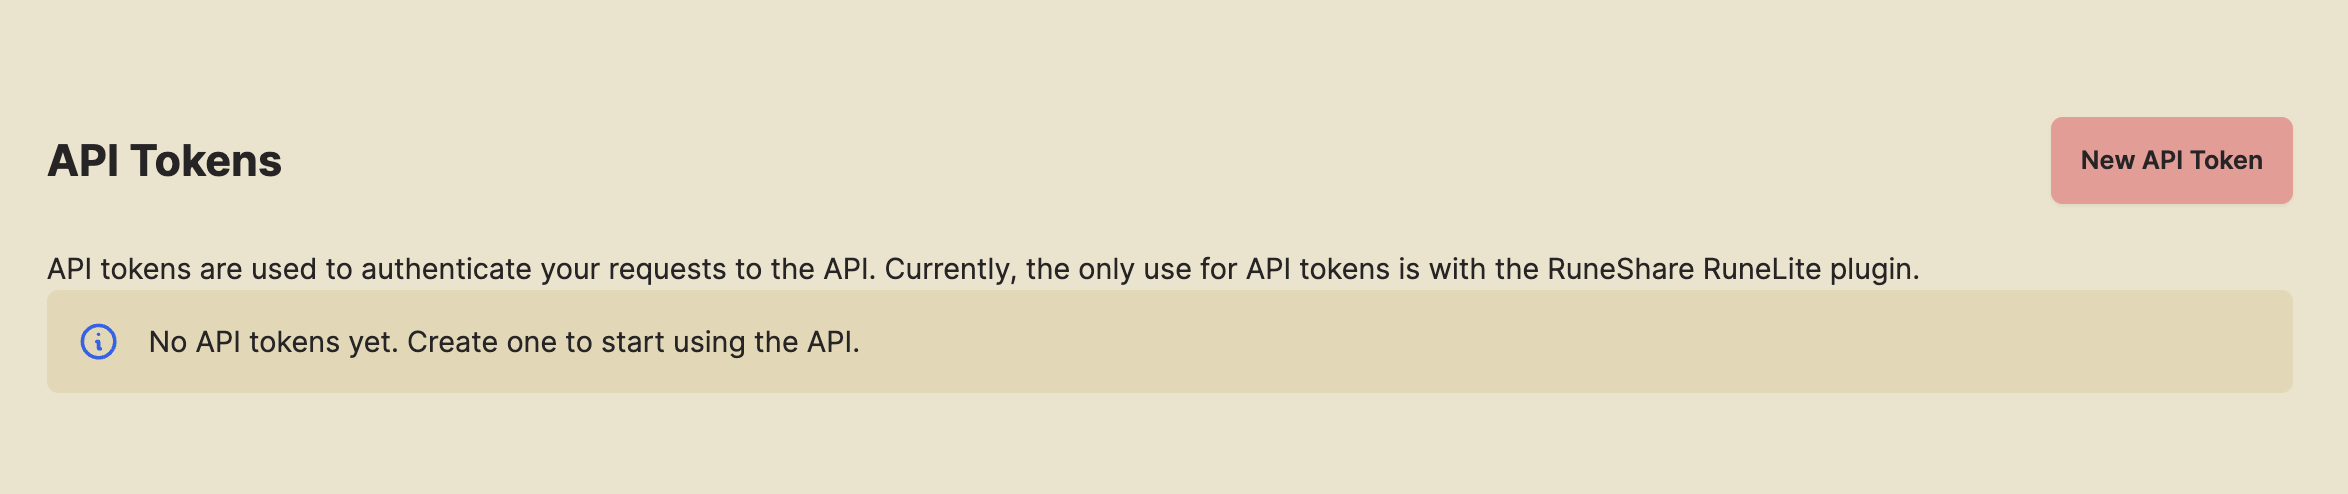 API Tokens
New API Token
API tokens are used to authenticate your requests to the API. Currently, the only use for API tokens is with the RuneShare RuneLite plugin.
No API tokens yet. Create one to start using the API.